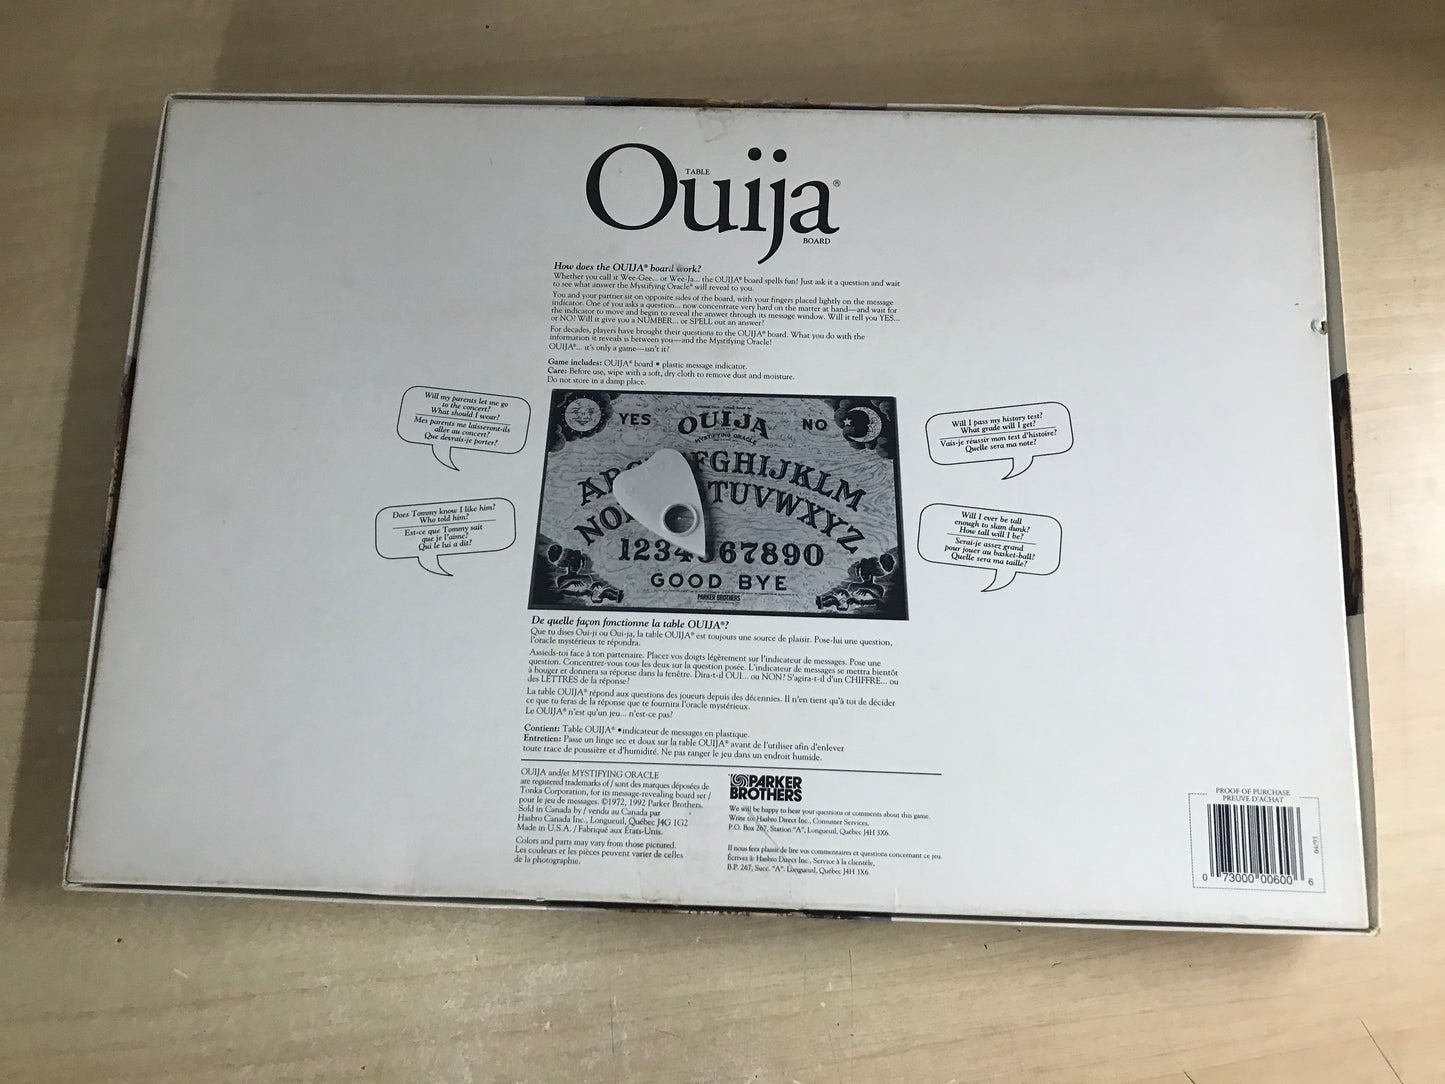 TABLE
Ouija®
BOARD
How does the OUIJA® board work?
Whether you call it Wee-Gee... or Wee-Ja... the OUIJA® board spells fun! Just ask it a question and wait
to see what answer the Mystifying Oracle® will reveal to you.
You and your partner sit on opposite sides of the board, with your fingers placed lightly on the message
indicator. One of you asks a question... now concentrate very hard on the matter at hand—and wait for
the indicator to move and begin to reveal the answer through its message window. Will it tell you YES...
or NO? Will it give you a NUMBER... or SPELL out an answer?
For decades, players have brought their questions to the OUIJA® board. What you do with the
information it reveals is between you—and the Mystifying Oracle!
OUIJA®... it's only a game—isn't it?
Game includes: OUIJA® board • plastic message indicator.
Care: Before use, wipe with a soft, dry cloth to remove dust and moisture.
Do not store in a damp place.
Will my parents let me go
to the concert?
What should I wear?
Mes parents me laisseront-ils
aller au concert?
Que devrais-je porter?
Does Tommy know I like him?
Who told him?
Est-ce que Tommy sait
que je l'aime?
Qui le lui a dit?
YES
OUIJA
NO
MYSTIFYING ORACLE
FGHIJKLM
TUVWXYZ
1234 67890
GOOD BYE
PARKER BROTHERS
Will I pass my history test?
What grade will I get?
Vais-je réussir mon test d'histoire?
Quelle sera ma note?
Will I ever be tall
enough to slam dunk?
How tall will I be?
Serai-je assez grand
pour jouer au basket-ball?
Quelle sera ma taille?
De quelle façon fonctionne la table OUIJA®?
Que tu dises Oui-ji ou Oui-ja, la table OUIJA® est toujours une source de plaisir. Pose-lui une question,
l'oracle mystérieux te répondra.
Assieds-toi face à ton partenaire. Placez vos doigts légèrement sur l'indicateur de messages. Pose une
question. Concentrez-vous tous les deux sur la question posée. L'indicateur de messages se mettra bientôt
à bouger et donnera sa réponse dans la fenêtre. Dira-t-il OUI... ou NON? S'agira-t-il d'un CHIFFRE... ou
des LETTRES de la réponse?
La table OUIJA® répond aux questions des joueurs depuis des décennies. Il n'en tient qu'à toi de décider
ce que tu feras de la réponse que te fournira l'oracle mystérieux.
Le OUIJA® n'est qu'un jeu... n'est-ce pas?
Contient: Table OUIJA® •indicateur de messages en plastique.
Entretien: Passe un linge sec et doux sur la table OUIJA® avant de l'utiliser afin d'enlever
toute trace de poussière et d'humidité. Ne pas ranger le jeu dans un endroit humide.
OUIJA and/et MYSTIFYING ORACLE
are registered trademarks of / sont des marques déposées de
Tonka Corporation, for its message-revealing board set /
pour le jeu de messages. ©1972, 1992 Parker Brothers.
Sold in Canada by / vendu au Canada par
Hasbro Canada Inc., Longueuil, Québec J4G 1G2
Made in U.S.A. / Fabriqué aux États-Unis.
Colors and parts may vary from those pictured.
Les couleurs et les pièces peuvent varier de celles
de la photographie.
PARKER
BROTHERS
We will be happy to hear your questions or comments about this game.
Write to: Hasbro Direct Inc., Consumer Services,
P.O. Box 267, Station "A", Longueuil, Québec J4H 3X6.
Il nous fera plaisir de lire vos commentaires et questions concernant ce jeu.
Écrivez à: Hasbro Direct Inc., Service à la clientèle,
B.P. 267, Succ. "A", Longueuil, Québec J4H 3X6.
PROOF OF PURCHASE
PREUVE D'ACHAT
04/93
0 73000 00600 6